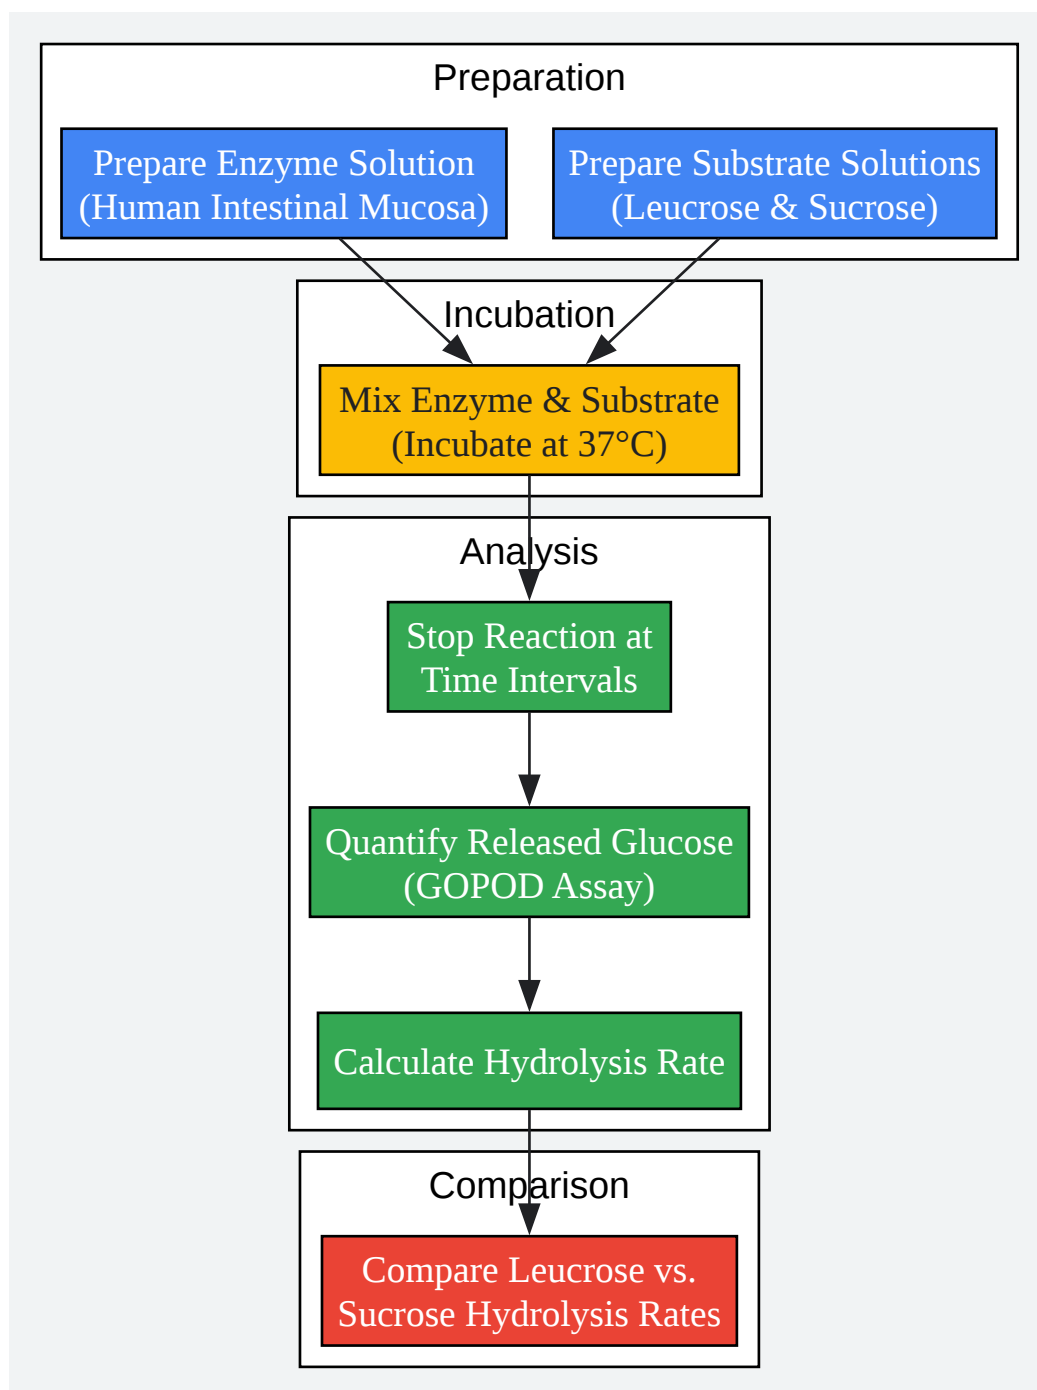 Preparation
Prepare Enzyme Solution
(Human Intestinal Mucosa)
Prepare Substrate Solutions
(Leucrose & Sucrose)
Incubation
Mix Enzyme & Substrate
(Incubate at 37°C)
Analysis
Stop Reaction at
Time Intervals
Quantify Released Glucose
(GOPOD Assay)
Calculate Hydrolysis Rate
Comparison
Compare Leucrose vs.
Sucrose Hydrolysis Rates